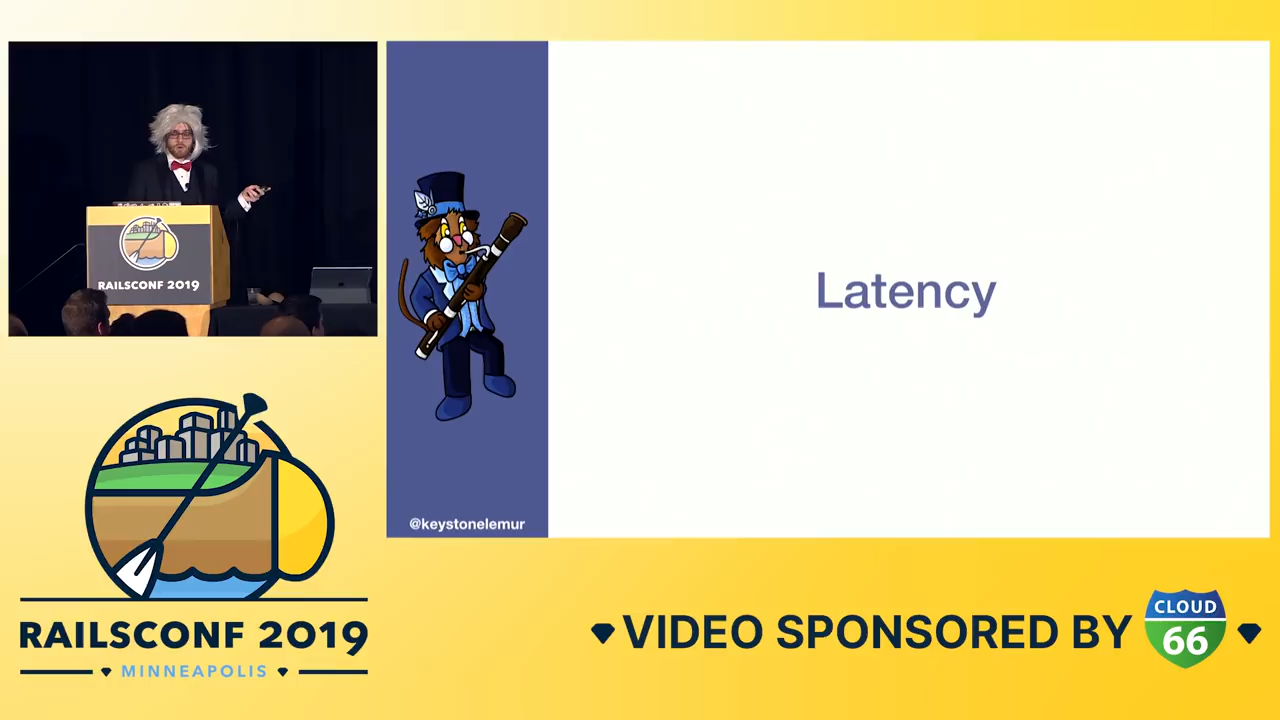 RAILSCONF 2019
Latency
@keystonelemur
RAILSCONF 2019
MINNEAPOLIS
VIDEO SPONSORED BY
CLOUD
66